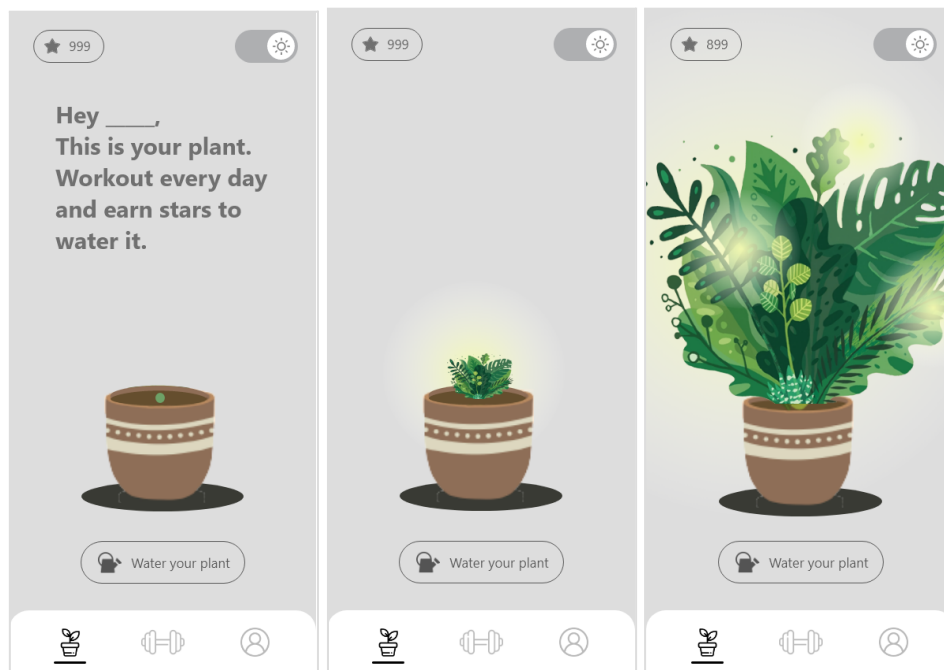 999
Hey _____,
This is your plant.
Workout every day
and earn stars to
water it.
Water your plant
999
Water your plant
899
Water your plant